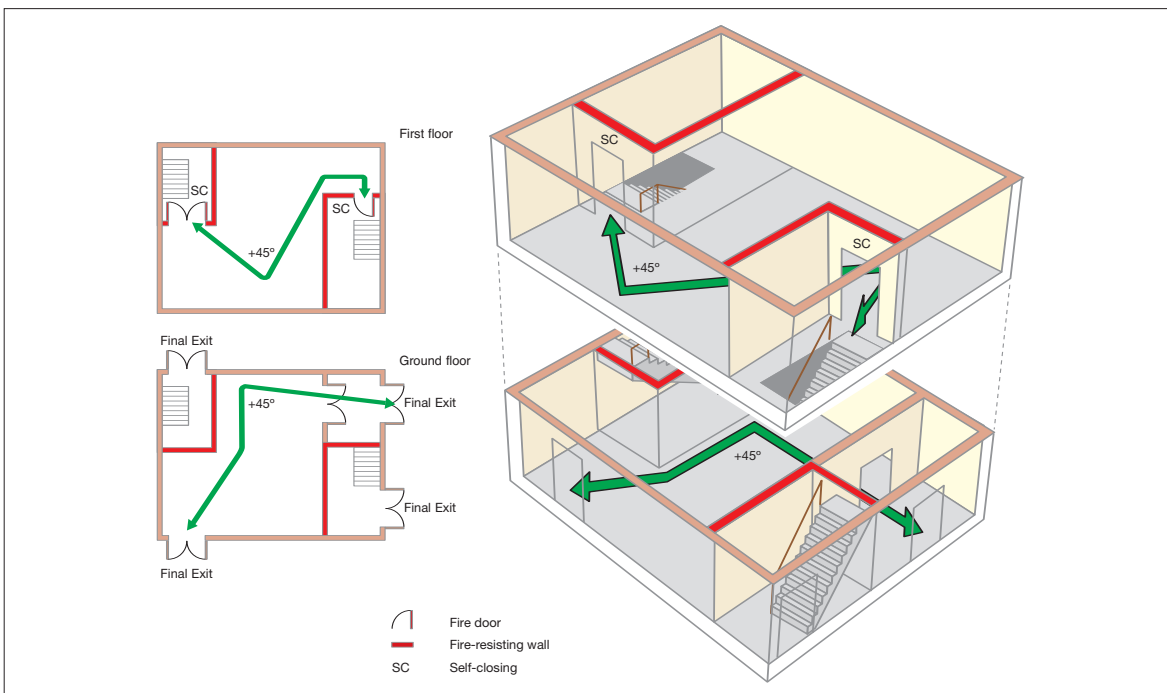 First floor
SC
SC
+45º
Final Exit
Ground floor
+45º
Final Exit
Final Exit
Final Exit
SC
SC
+45º
+45º
Fire door
Fire-resisting wall
SC Self-closing